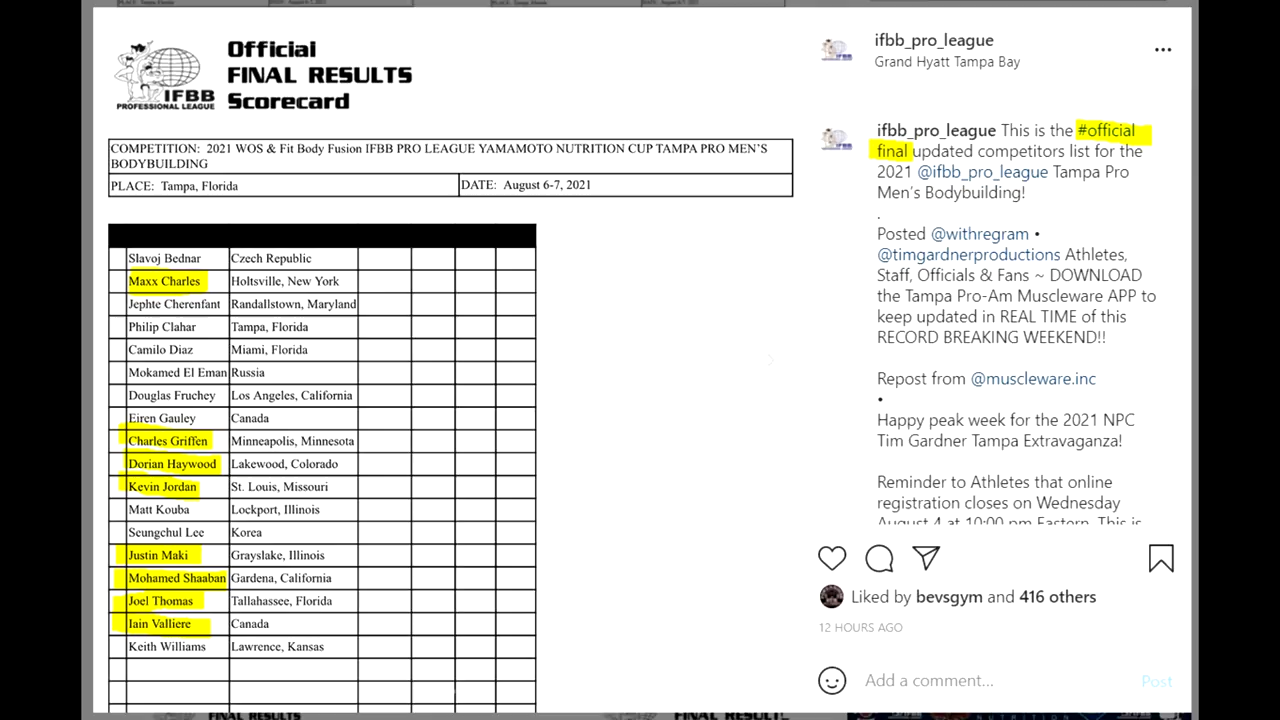 Official
FINAL RESULTS
Scorecard
IFBB
PROFESSIONAL LEAGUE
COMPETITION: 2021 WOS & Fit Body Fusion IFBB PRO LEAGUE YAMAMOTO NUTRITION CUP TAMPA PRO MEN'S
BODYBUILDING
PLACE: Tampa, Florida DATE: August 6-7, 2021
Slavoj Bednar Czech Republic
Maxx Charles Holtsville, New York
Jephte Cherenfant Randallstown, Maryland
Philip Clahar Tampa, Florida
Camilo Diaz Miami, Florida
Mokamed El Eman Russia
Douglas Fruchey Los Angeles, California
Eiren Gauley Canada
Charles Griffen Minneapolis, Minnesota
Dorian Haywood Lakewood, Colorado
Kevin Jordan St. Louis, Missouri
Matt Kouba Lockport, Illinois
Seungchul Lee Korea
Justin Maki Grayslake, Illinois
Mohamed Shaaban Gardena, California
Joel Thomas Tallahassee, Florida
Iain Valliere Canada
Keith Williams Lawrence, Kansas
ifbb_pro_league
Grand Hyatt Tampa Bay
ifbb_pro_league This is the #official
final updated competitors list for the
2021 @ifbb_pro_league Tampa Pro
Men's Bodybuilding!
.
Posted @withregram •
@timgardnerproductions Athletes,
Staff, Officials & Fans ~ DOWNLOAD
the Tampa Pro-Am Muscleware APP to
keep updated in REAL TIME of this
RECORD BREAKING WEEKEND!!
Repost from @muscleware.inc
•
Happy peak week for the 2021 NPC
Tim Gardner Tampa Extravaganza!
Reminder to Athletes that online
registration closes on Wednesday
August 4 at 10:00 pm Eastern. This is
Liked by bevsgym and 416 others
12 HOURS AGO
Add a comment...
Post
FINAL RESULTS